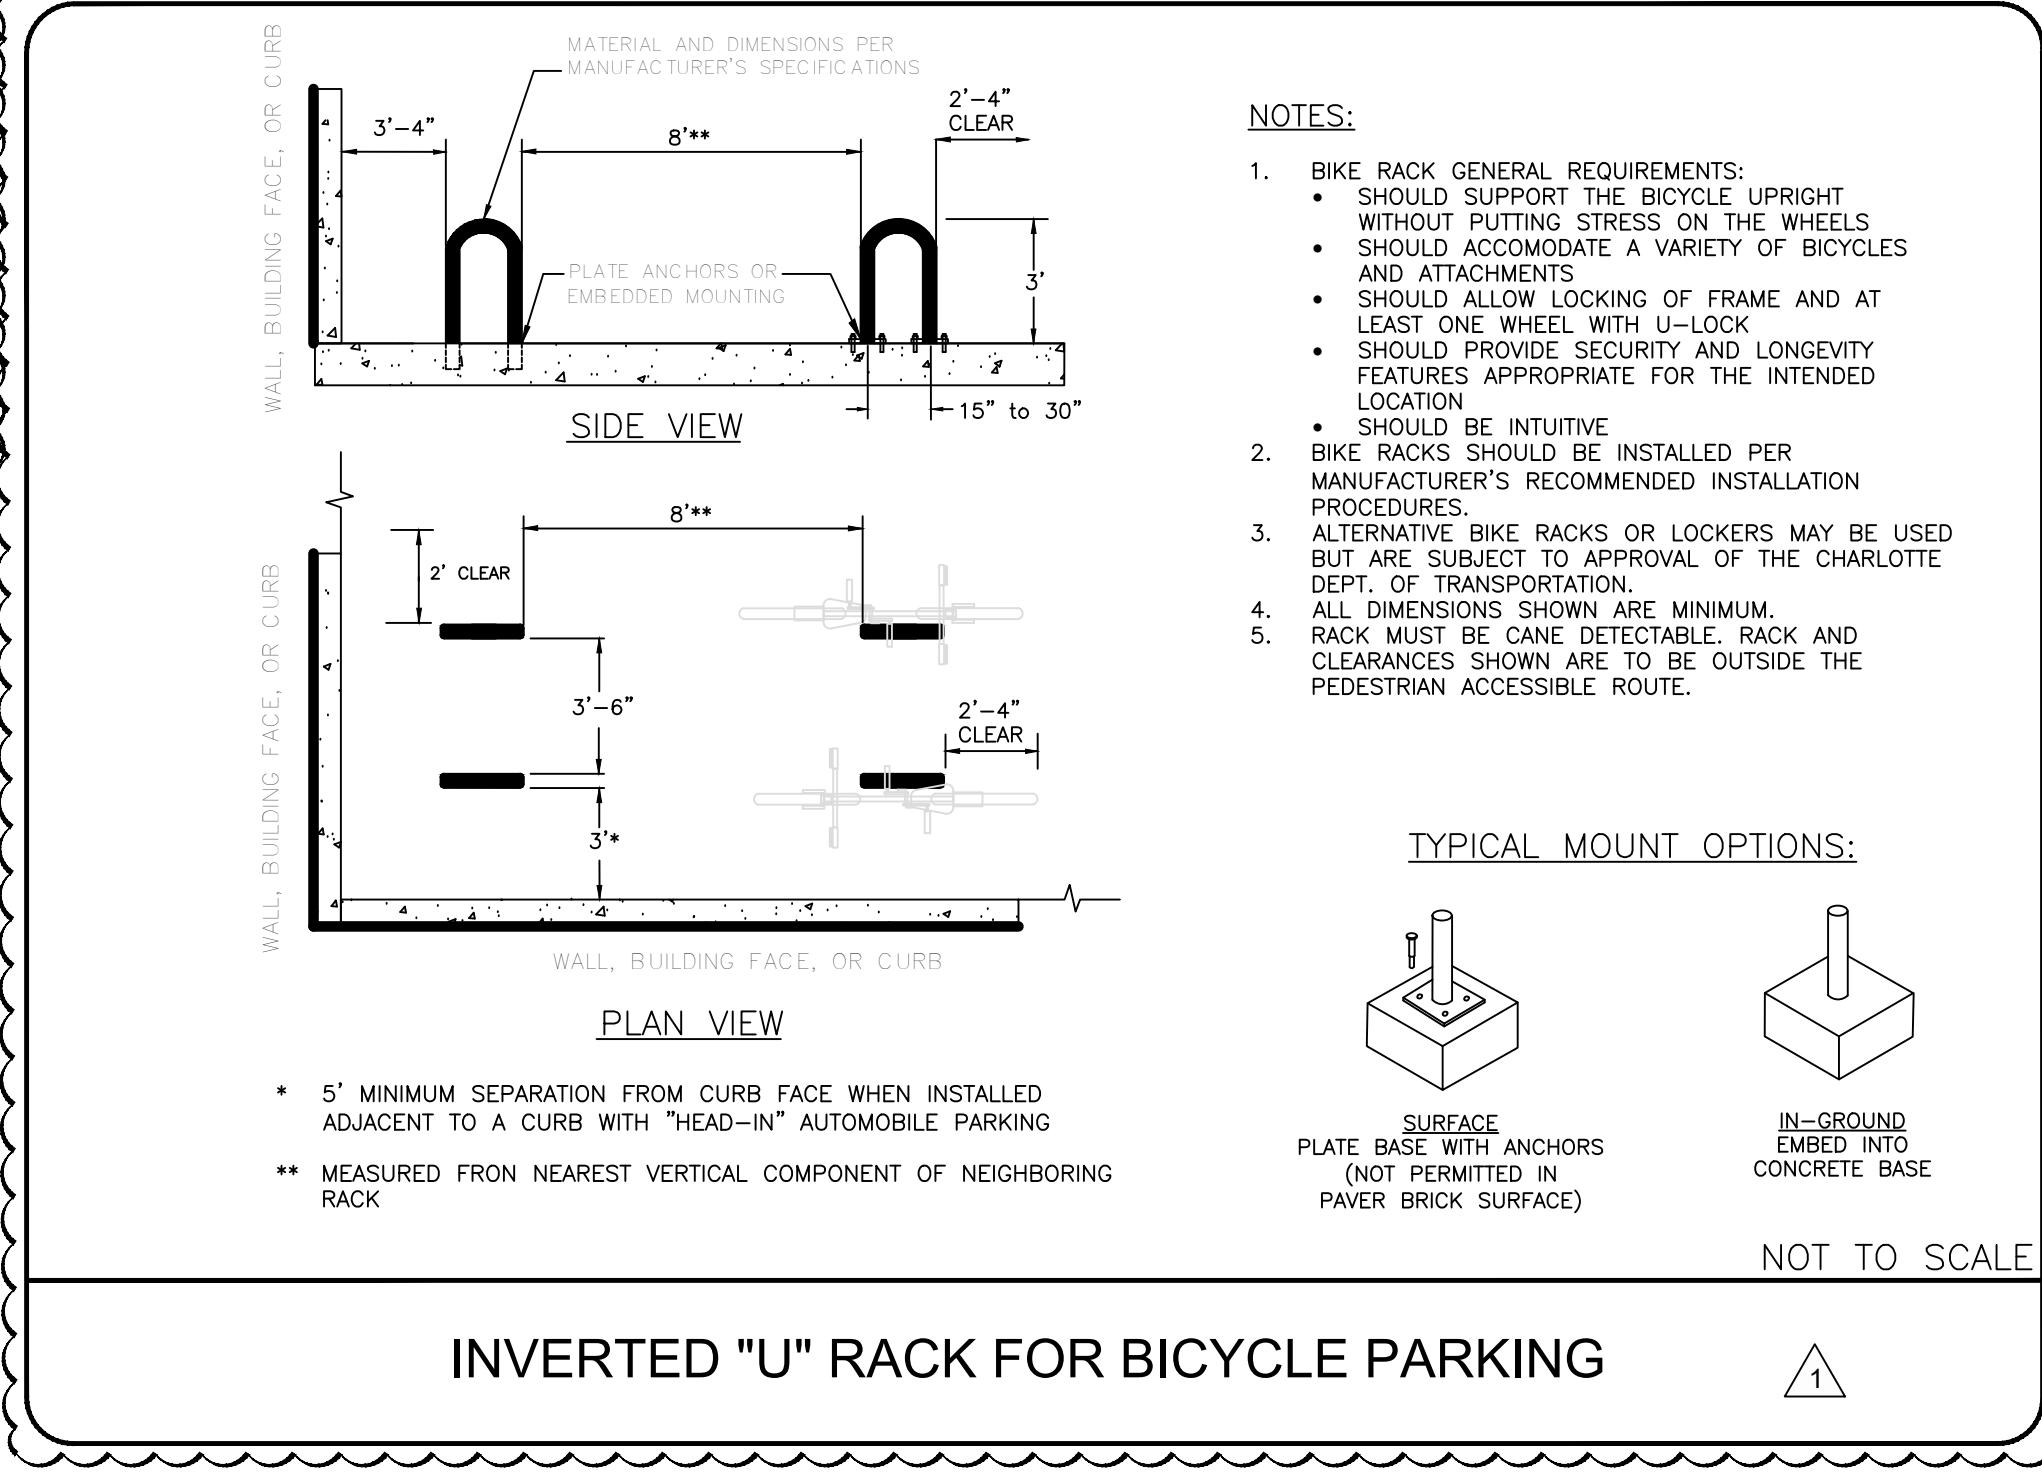 WALL, BUILDING FACE, OR CURB
MATERIAL AND DIMENSIONS PER
MANUFACTURER'S SPECIFICATIONS
3'-4"
8'**
2'-4"
CLEAR
PLATE ANCHORS OR
EMBEDDED MOUNTING
3'
15" to 30"
SIDE VIEW
WALL, BUILDING FACE, OR CURB
8'**
2' CLEAR
3'-6"
2'-4"
CLEAR
3'*
WALL, BUILDING FACE, OR CURB
PLAN VIEW
* 5' MINIMUM SEPARATION FROM CURB FACE WHEN INSTALLED
ADJACENT TO A CURB WITH "HEAD-IN" AUTOMOBILE PARKING
** MEASURED FRON NEAREST VERTICAL COMPONENT OF NEIGHBORING
RACK
NOTES:
1. BIKE RACK GENERAL REQUIREMENTS:
• SHOULD SUPPORT THE BICYCLE UPRIGHT
WITHOUT PUTTING STRESS ON THE WHEELS
• SHOULD ACCOMODATE A VARIETY OF BICYCLES
AND ATTACHMENTS
• SHOULD ALLOW LOCKING OF FRAME AND AT
LEAST ONE WHEEL WITH U-LOCK
• SHOULD PROVIDE SECURITY AND LONGEVITY
FEATURES APPROPRIATE FOR THE INTENDED
LOCATION
• SHOULD BE INTUITIVE
2. BIKE RACKS SHOULD BE INSTALLED PER
MANUFACTURER'S RECOMMENDED INSTALLATION
PROCEDURES.
3. ALTERNATIVE BIKE RACKS OR LOCKERS MAY BE USED
BUT ARE SUBJECT TO APPROVAL OF THE CHARLOTTE
DEPT. OF TRANSPORTATION.
4. ALL DIMENSIONS SHOWN ARE MINIMUM.
5. RACK MUST BE CANE DETECTABLE. RACK AND
CLEARANCES SHOWN ARE TO BE OUTSIDE THE
PEDESTRIAN ACCESSIBLE ROUTE.
TYPICAL MOUNT OPTIONS:
SURFACE
PLATE BASE WITH ANCHORS
(NOT PERMITTED IN
PAVER BRICK SURFACE)
IN-GROUND
EMBED INTO
CONCRETE BASE
NOT TO SCALE
INVERTED "U" RACK FOR BICYCLE PARKING
1